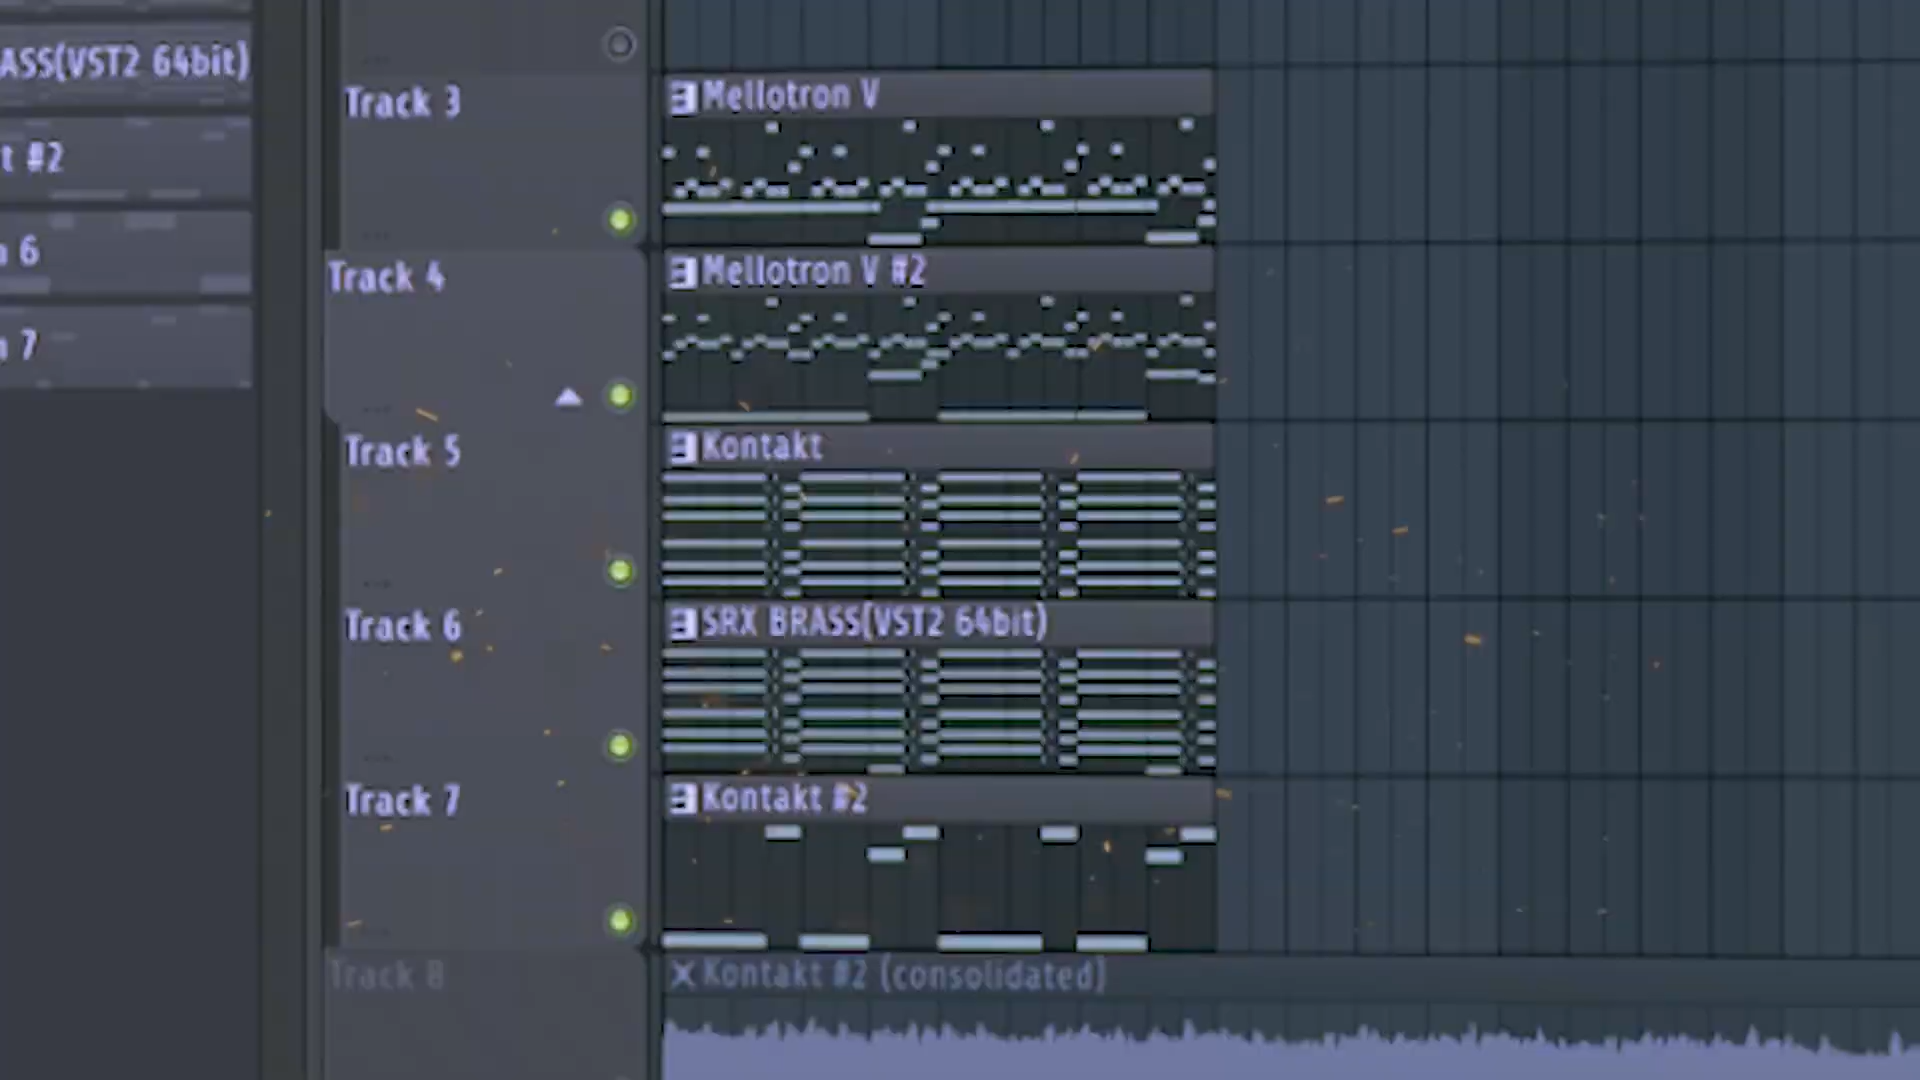 ASS(VST2 64bit)
t #2
6
7
Track 3
Mellotron V
Track 4
Mellotron V #2
Track 5
Kontakt
Track 6
SRX BRASS(VST2 64bit)
Track 7
Kontakt #2
Track 8
Kontakt #2 (consolidated)